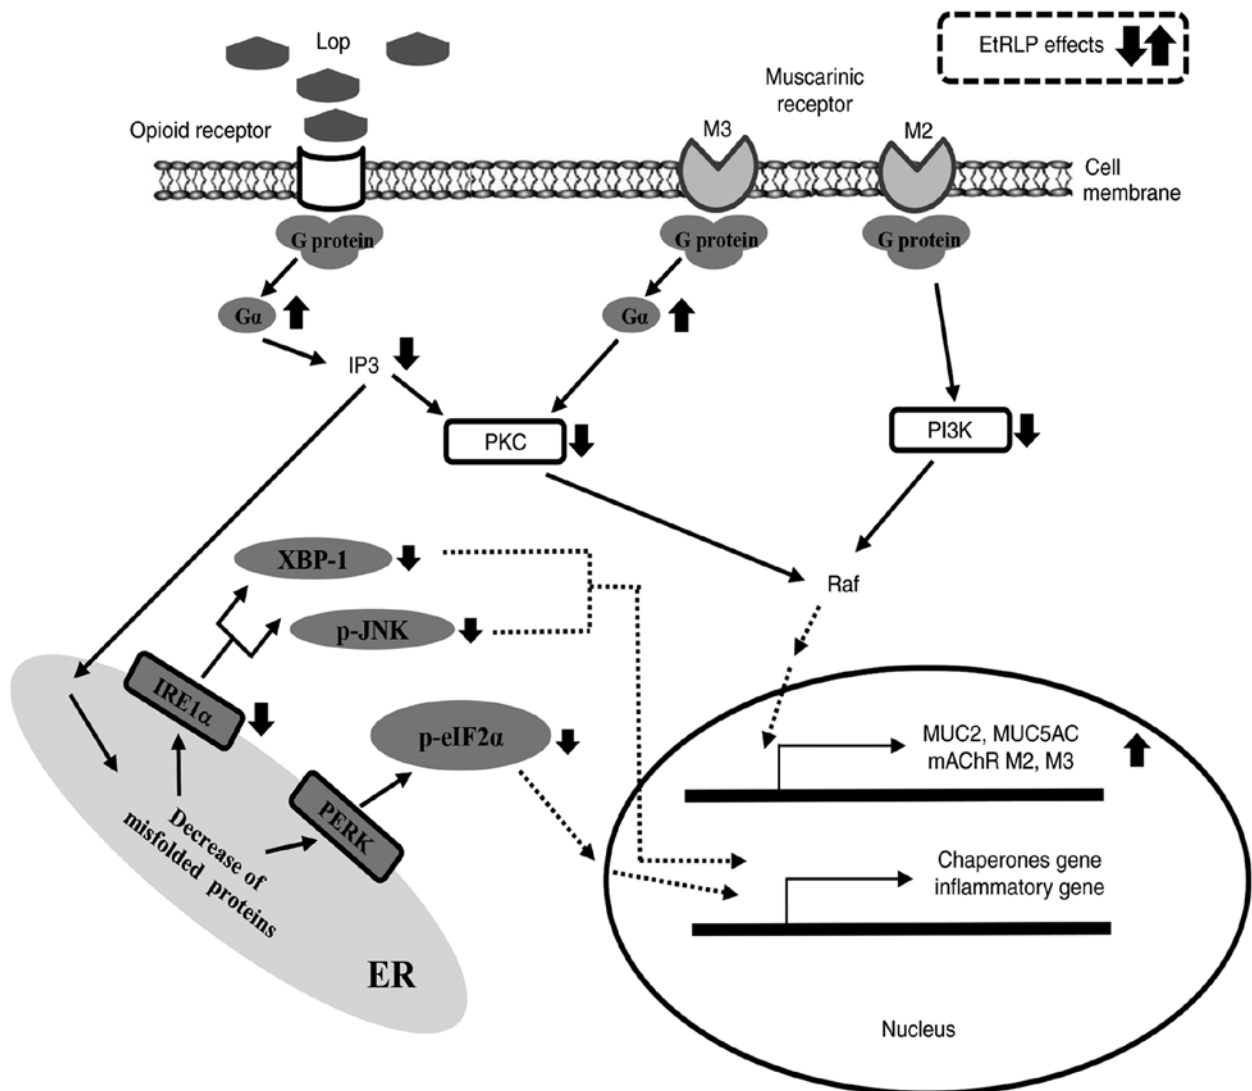 Lop
EtRLP effects
Muscarinic
receptor
Opioid receptor
M3
M2
Cell
membrane
G protein
G protein
G protein
Gα
Gα
IP3
PKC
PI3K
XBP-1
Raf
p-JNK
IRE1α
p-eIF2α
MUC2, MUC5AC
mAChR M2, M3
PERK
Decrease of
misfolded proteins
Chaperones gene
inflammatory gene
ER
Nucleus